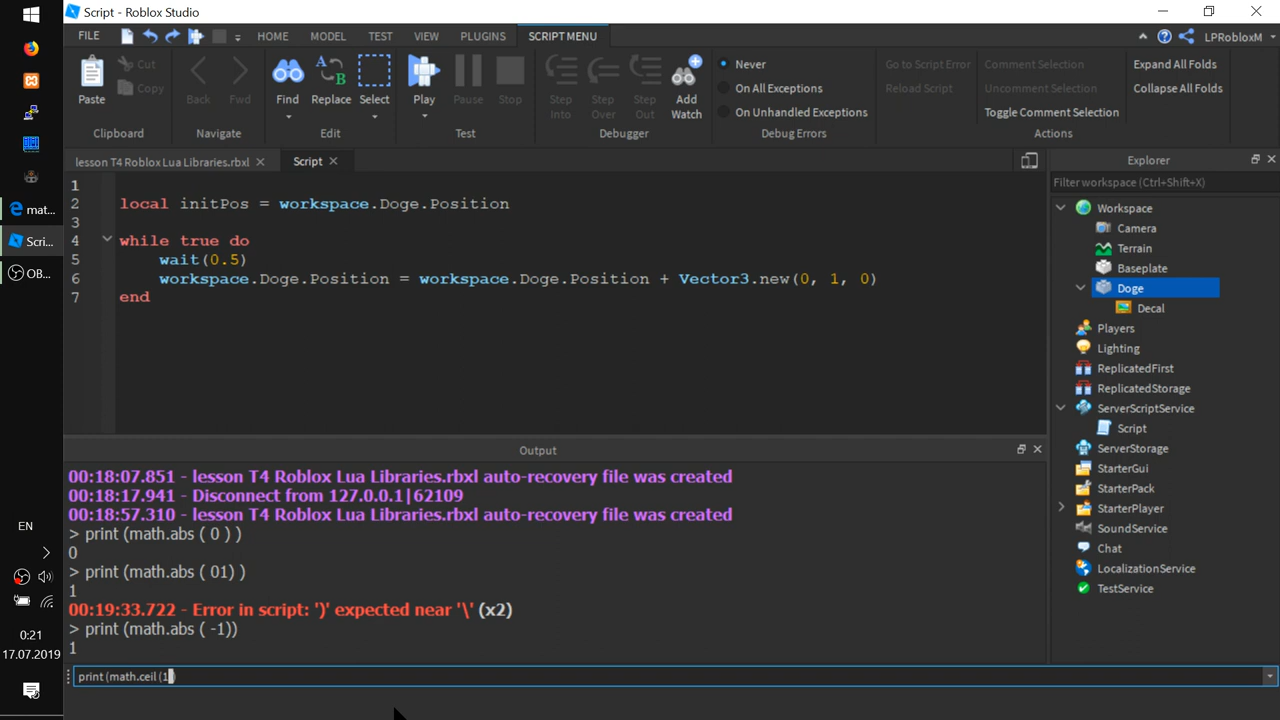 Script - Roblox Studio
FILE
HOME
MODEL
TEST
VIEW
PLUGINS
SCRIPT MENU
LPRobloxM
Paste
Cut
Copy
Clipboard
Back
Fwd
Navigate
Find
Replace
Select
Edit
Play
Pause
Stop
Test
Step Into
Step Over
Step Out
Add Watch
Debugger
Never
On All Exceptions
On Unhandled Exceptions
Debug Errors
Go to Script Error
Reload Script
Comment Selection
Uncomment Selection
Toggle Comment Selection
Actions
Expand All Folds
Collapse All Folds
lesson T4 Roblox Lua Libraries.rbxl
Script
1
2 local initPos = workspace.Doge.Position
3
4 while true do
5 wait(0.5)
6 workspace.Doge.Position = workspace.Doge.Position + Vector3.new(0, 1, 0)
7 end
Output
00:18:07.851 - lesson T4 Roblox Lua Libraries.rbxl auto-recovery file was created
00:18:17.941 - Disconnect from 127.0.0.1|62109
00:18:57.310 - lesson T4 Roblox Lua Libraries.rbxl auto-recovery file was created
> print (math.abs ( 0 ) )
0
> print (math.abs ( 01) )
1
00:19:33.722 - Error in script: ')' expected near '\' (x2)
> print (math.abs ( -1))
1
print (math.ceil (1)
Explorer
Filter workspace (Ctrl+Shift+X)
Workspace
Camera
Terrain
Baseplate
Doge
Decal
Players
Lighting
ReplicatedFirst
ReplicatedStorage
ServerScriptService
Script
ServerStorage
StarterGui
StarterPack
StarterPlayer
SoundService
Chat
LocalizationService
TestService
mat...
Scri...
OB...
EN
0:21
17.07.2019